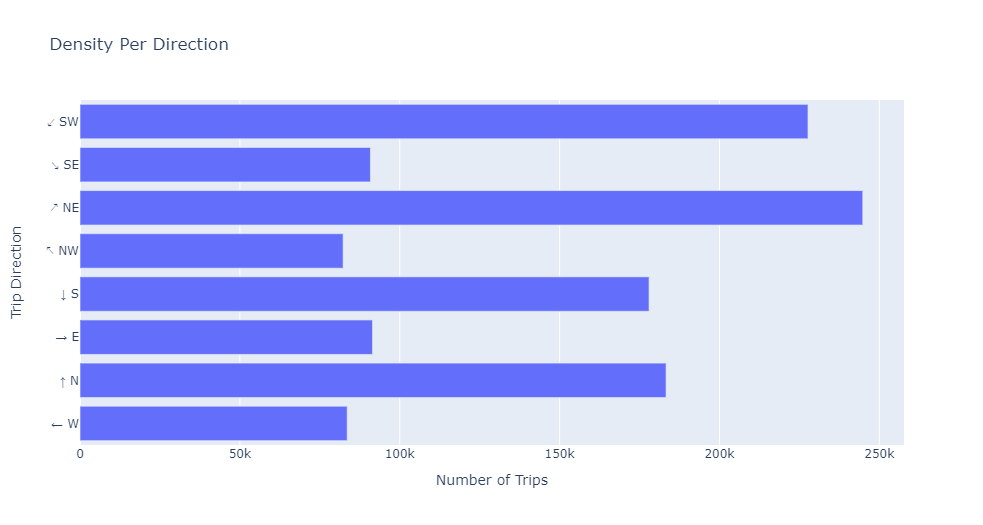 Density Per Direction
Trip Direction
↙ SW
↘ SE
↗ NE
↖ NW
↓ S
→ E
↑ N
← W
0 50k 100k 150k 200k 250k
Number of Trips